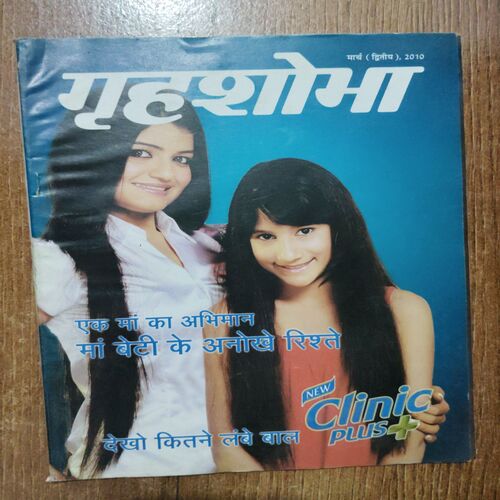 मार्च ( द्वितीय ), 2010
गृहशोभा
एक मां का अभिमान
मां बेटी के अनोखे रिश्ते
NEW
Clinic
PLUS+
देखो कितने लंबे बाल